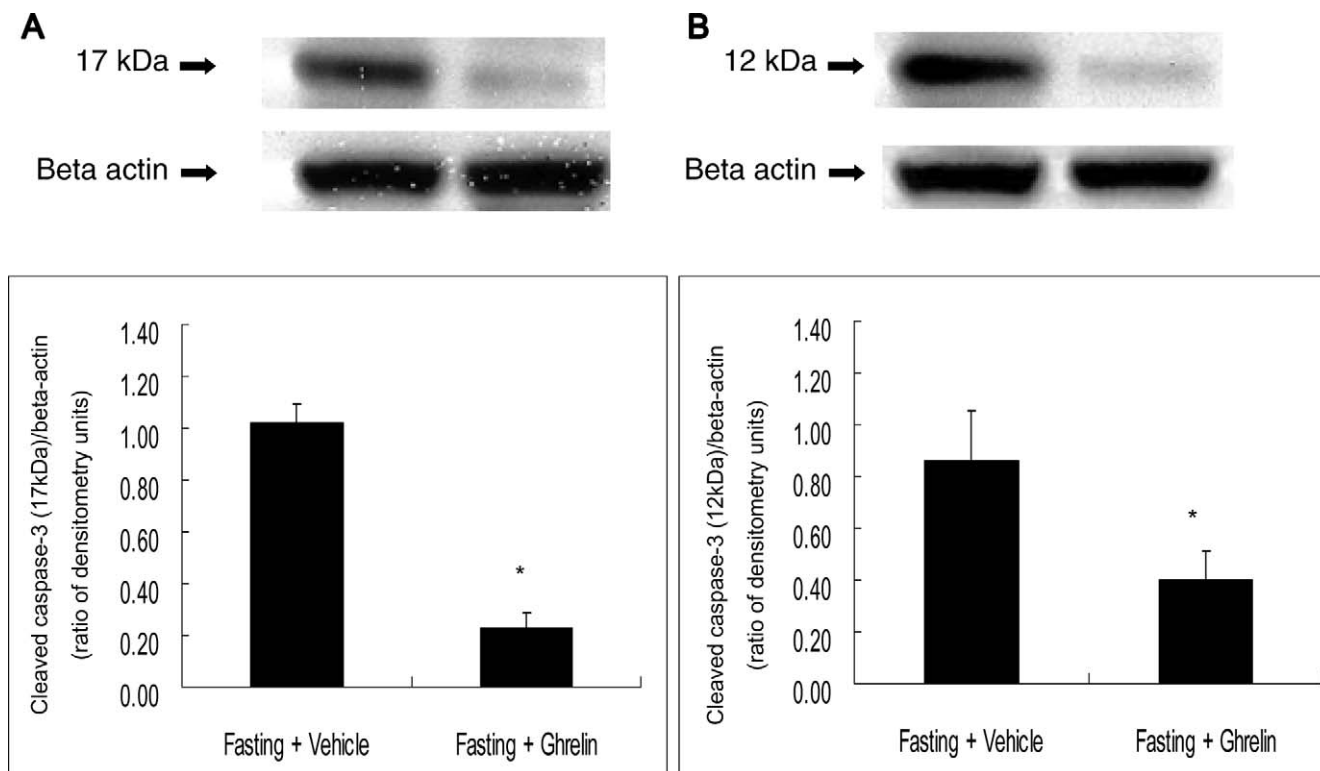 A
17 kDa
Beta actin
B
12 kDa
Beta actin
Cleaved caspase-3 (17kDa)/beta-actin
(ratio of densitometry units)
1.40
1.20
1.00
0.80
0.60
0.40
0.20
0.00
*
Fasting + Vehicle
Fasting + Ghrelin
Cleaved caspase-3 (12kDa)/beta-actin
(ratio of densitometry units)
1.40
1.20
1.00
0.80
0.60
0.40
0.20
0.00
*
Fasting + Vehicle
Fasting + Ghrelin